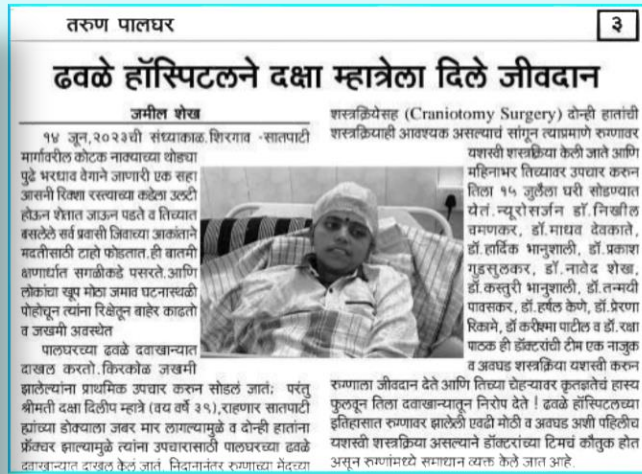 तरुण पालघर
३
ढवळे हॉस्पिटलने दक्षा म्हात्रेला दिले जीवदान
जमील शेख
१४ जून,२०२३ची संध्याकाळ.शिरगाव -सातपाटी
मार्गावरील कोटक नाक्याच्या थोड्या
पुढे भरधाव वेगाने जाणारी एक सहा
आसनी रिक्शा रस्त्याच्या कडेला उलटी
होऊन शेतात जाऊन पडते व तिच्यात
बसलेले सर्व प्रवासी जिवाच्या आकांताने
मदतीसाठी टाहो फोडतात.ही बातमी
क्षणार्धात सगळीकडे पसरते.आणि
लोकांचा खूप मोठा जमाव घटनास्थळी
पोहोचून त्यांना रिक्षेतून बाहेर काढतो
व जखमी अवस्थेत
पालघरच्या ढवळे दवाखान्यात
दाखल करतो.किरकोळ जखमी
झालेल्यांना प्राथमिक उपचार करुन सोडलं जातं; परंतु
श्रीमती दक्षा दिलीप म्हात्रे (वय वर्षे ३९),राहणार सातपाटी
ह्यांच्या डोक्याला जबर मार लागल्यामुळे व दोन्ही हातांना
फ्रॅक्चर झाल्यामुळे त्यांना उपचारासाठी पालघरच्या ढवळे
दवाखान्यात दाखल केलं जातं. निदानानंतर रुग्णाच्या मेंदूच्या
शस्त्रक्रियेसह (Craniotomy Surgery) दोन्ही हातांची
शस्त्रक्रियाही आवश्यक असल्याचं सांगून त्याप्रमाणे रुग्णावर
यशस्वी शस्त्रक्रिया केली जाते आणि
महिनाभर तिच्यावर उपचार करुन
तिला १५ जुलैला घरी सोडण्यात
येतं.न्यूरोसर्जन डॉ.निखील
चमणकर, डॉ.माधव देवकाते,
डॉ.हार्दिक भानुशाली, डॉ.प्रकाश
गुडसुलकर, डॉ.नावेद शेख,
डॉ.कस्तुरी भानुशाली, डॉ.तन्मयी
पावसकर, डॉ.हर्षल केणे, डॉ.प्रेरणा
रिकामे, डॉ करीश्मा पाटील व डॉ.रक्षा
पाठक ही डॉक्टरांची टीम एक नाजुक
व अवघड शस्त्रक्रिया यशस्वी करुन
रुग्णाला जीवदान देते आणि तिच्या चेहऱ्यावर कृतज्ञतेचं हास्य
फुलवून तिला दवाखान्यातून निरोप देते ! ढवळे हॉस्पिटलच्या
इतिहासात रुग्णावर झालेली एवढी मोठी व अवघड अशी पहिलीच
यशस्वी शस्त्रक्रिया असल्याने डॉक्टरांच्या टिमचं कौतुक होत
असून रुग्णांमध्ये समाधान व्यक्त केले जात आहे.